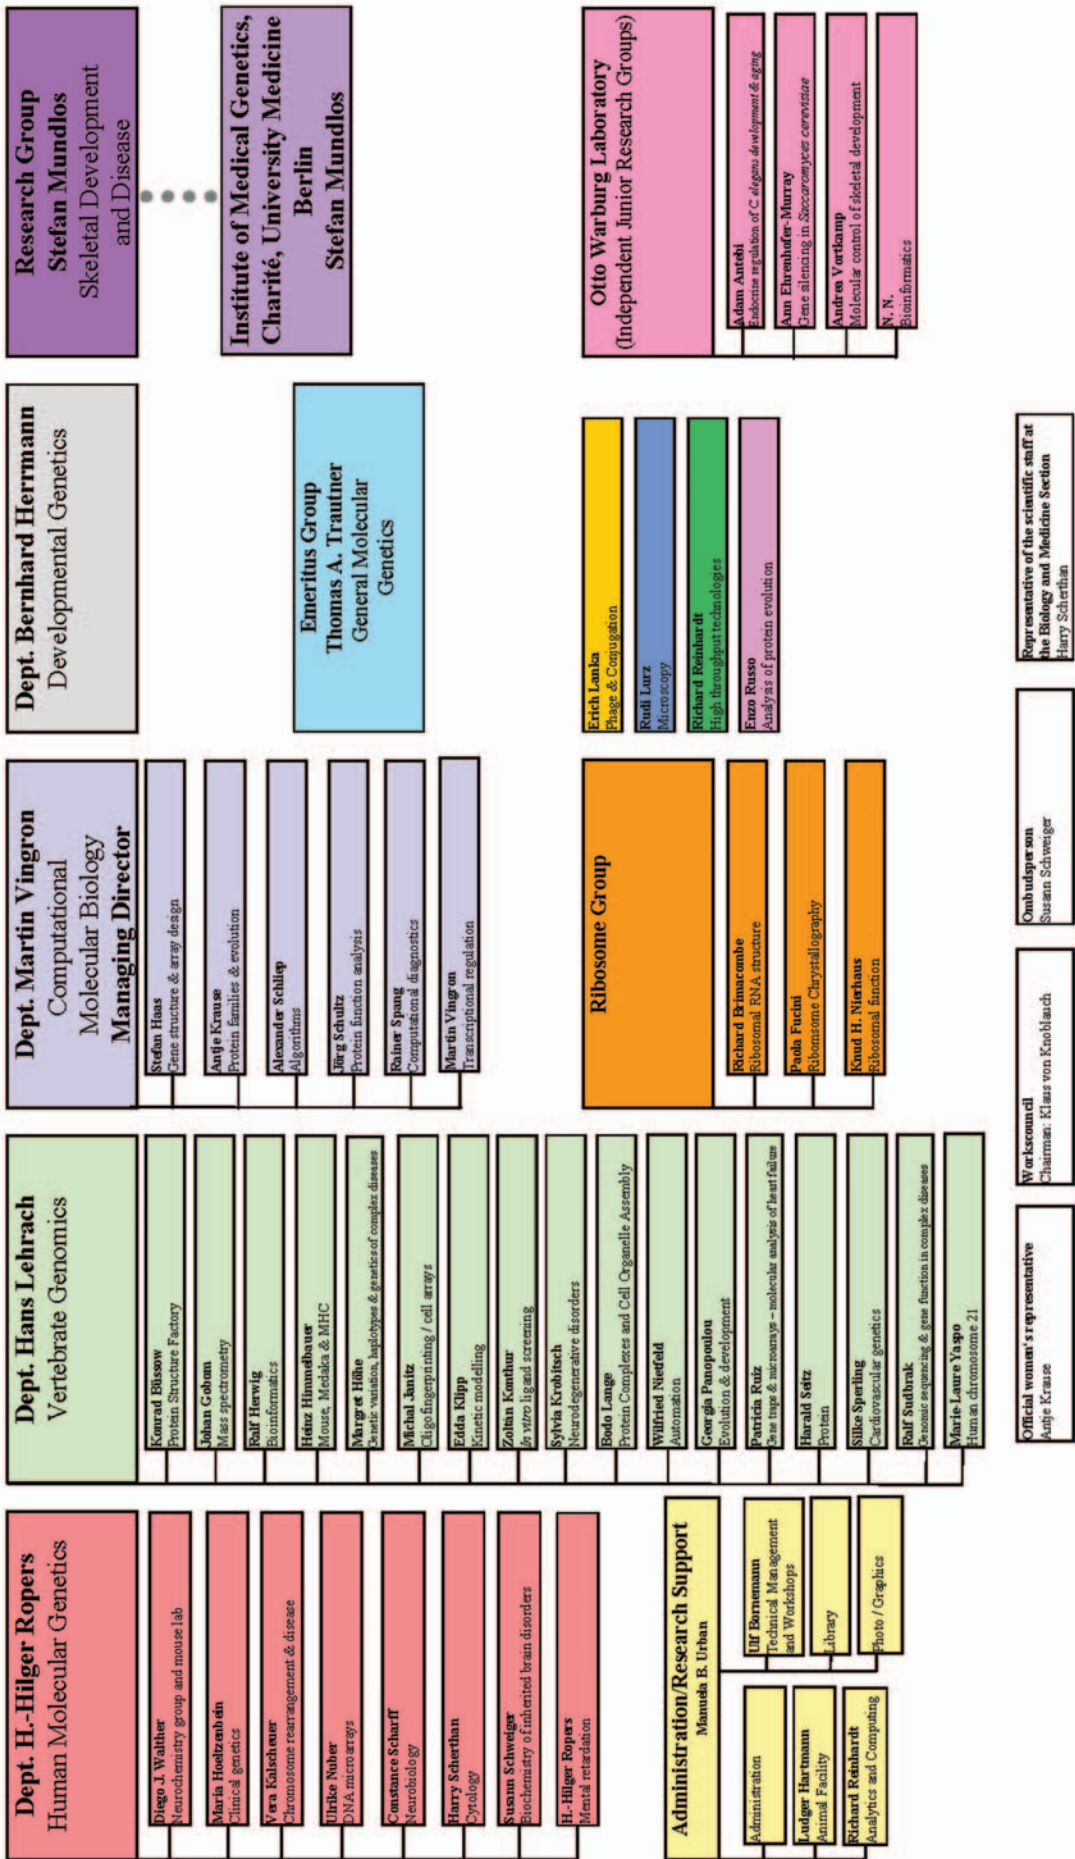 Dept. H.-Hilger Ropers
Human Molecular Genetics
Diego J. Walther
Neurochemistry group and mouse lab
Maria Hoeltzenbein
Clinical genetics
Vera Kalscheuer
Chromosome rearrangement & disease
Ulrike Nuber
DNA microarrays
Constance Scharff
Neurobiology
Harry Scherthan
Cytology
Susann Schweiger
Biochemistry of inherited brain disorders
H.-Hilger Ropers
Mental retardation
Dept. Hans Lehrach
Vertebrate Genomics
Konrad Büssow
Protein Structure Factory
Johan Gobom
Mass spectrometry
Ralf Herwig
Bioinformatics
Heinz Himmelbauer
Mouse, Medaka & MHC
Margret Höhe
Genetic variation, haplotypes & genetics of complex diseases
Michal Janitz
Oligofingerprinting / cell arrays
Edda Klipp
Kinetic modelling
Zoltán Konthur
In vitro ligand screening
Sylvia Krobitsch
Neurodegenerative disorders
Bodo Lange
Protein Complexes and Cell Organelle Assembly
Wilfried Nietfeld
Automation
Georgia Panopoulou
Evolution & development
Patricia Ruiz
Gene traps & microarrays – molecular analysis of heart failure
Harald Seitz
Protein
Silke Sperling
Cardiovascular genetics
Ralf Sudbrak
Genomic sequencing & gene function in complex diseases
Marie-Laure Yaspo
Human chromosome 21
Dept. Martin Vingron
Computational
Molecular Biology
Managing Director
Stefan Haas
Gene structure & array design
Antje Krause
Protein families & evolution
Alexander Schliep
Algorithms
Jörg Schultz
Protein function analysis
Rainer Spang
Computational diagnostics
Martin Vingron
Transcriptional regulation
Dept. Bernhard Herrmann
Developmental Genetics
Emeritus Group
Thomas A. Trautner
General Molecular
Genetics
Research Group
Stefan Mundlos
Skeletal Development
and Disease
Institute of Medical Genetics,
Charité, University Medicine
Berlin
Stefan Mundlos
Administration/Research Support
Manuela B. Urban
Administration
Ludger Hartmann
Animal Facility
Richard Reinhardt
Analytics and Computing
Ulf Bornemann
Technical Management
and Workshops
Library
Photo / Graphics
Ribosome Group
Richard Brimacombe
Ribosomal RNA structure
Paola Fucini
Ribomsome Chrystallography
Knud H. Nierhaus
Ribosomal function
Erich Lanka
Phage & Conjugation
Rudi Lurz
Microscopy
Richard Reinhardt
High throughput technologies
Enzo Russo
Analysis of protein evolution
Otto Warburg Laboratory
(Independent Junior Research Groups)
Adam Antebi
Endocrine regulation of C. elegans development & aging
Ann Ehrenhofer-Murray
Gene silencing in Saccaromyces cerevisiae
Andrea Vortkamp
Molecular control of skeletal development
N. N.
Bioinformatics
Official women's representative
Antje Krause
Workscouncil
Chairman: Klaus von Knoblauch
Ombudsperson
Susann Schweiger
Representative of the scientific staff at
the Biology and Medicine Section
Harry Scherthan